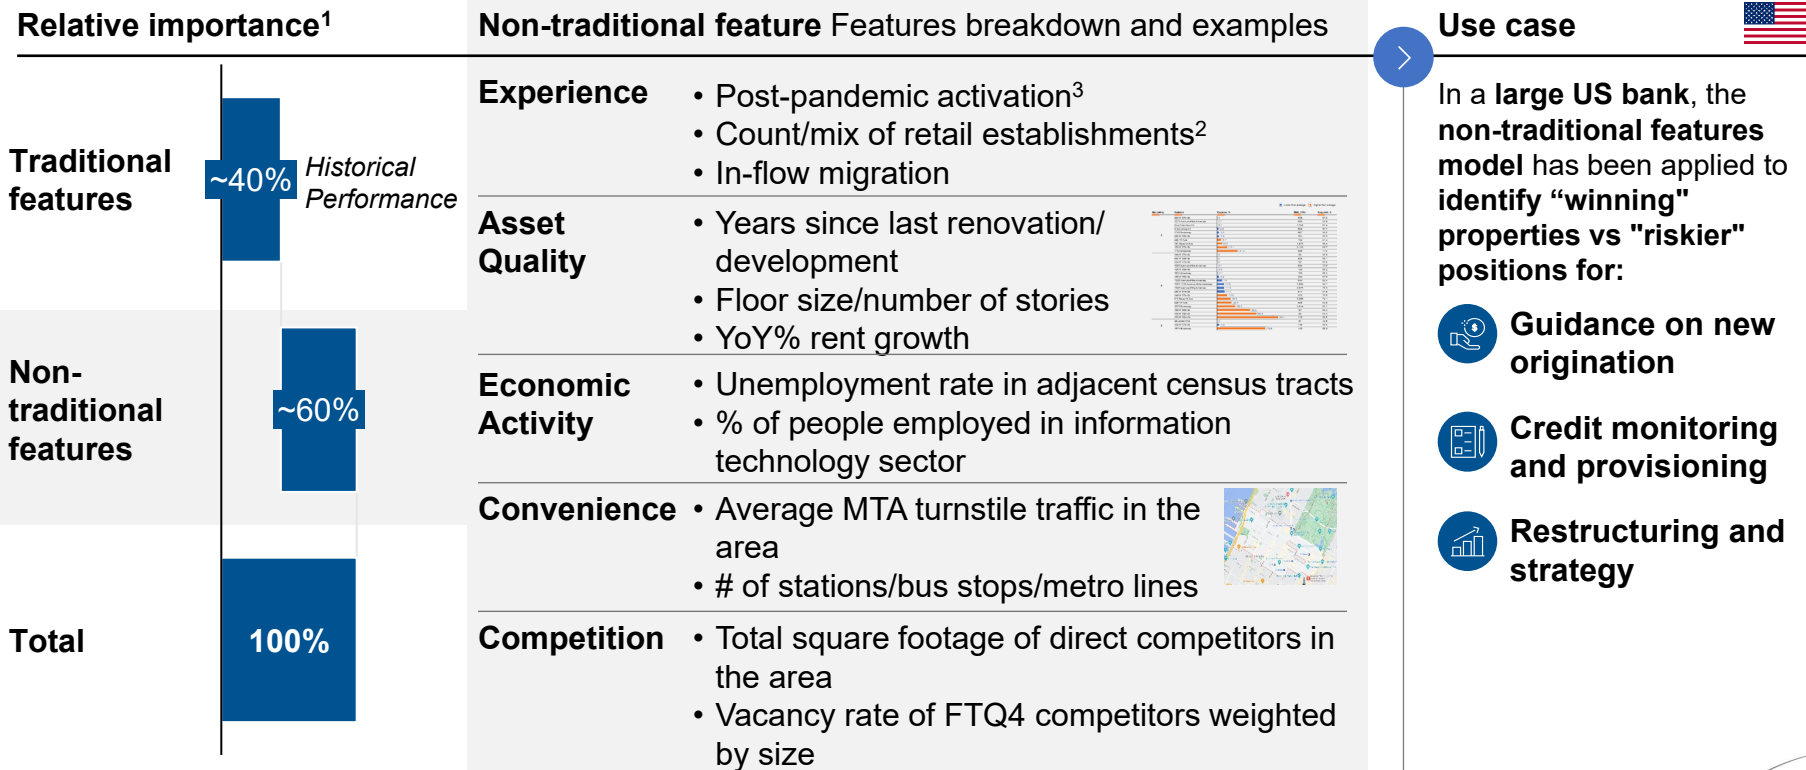 Relative importance¹
Non-traditional feature Features breakdown and examples
Use case
Traditional
features
~40%
Historical
Performance
Non-
traditional
features
~60%
Total
100%
Experience
• Post-pandemic activation³
• Count/mix of retail establishments²
• In-flow migration
Asset
Quality
• Years since last renovation/
development
• Floor size/number of stories
• YoY% rent growth
Economic
Activity
• Unemployment rate in adjacent census tracts
• % of people employed in information
technology sector
Convenience
• Average MTA turnstile traffic in the
area
• # of stations/bus stops/metro lines
Competition
• Total square footage of direct competitors in
the area
• Vacancy rate of FTQ4 competitors weighted
by size
In a large US bank, the
non-traditional features
model has been applied to
identify “winning"
properties vs "riskier"
positions for:
Guidance on new
origination
Credit monitoring
and provisioning
Restructuring and
strategy